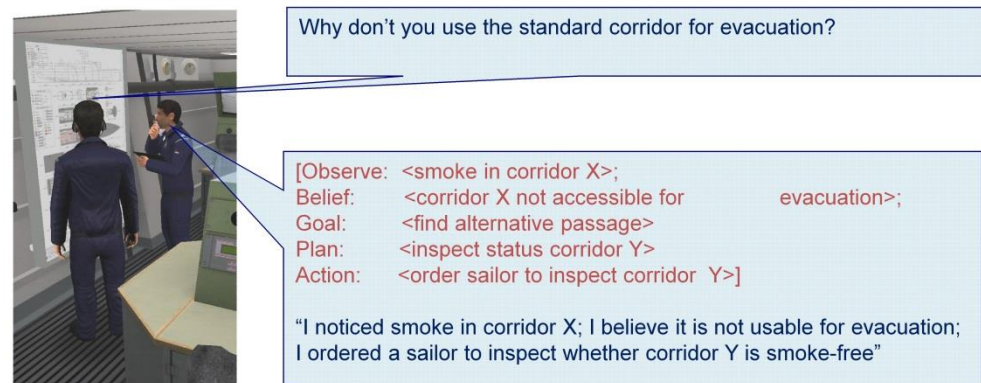 Why don't you use the standard corridor for evacuation?
[Observe: <smoke in corridor X>;
Belief: <corridor X not accessible for evacuation>;
Goal: <find alternative passage>
Plan: <inspect status corridor Y>
Action: <order sailor to inspect corridor Y>]
“I noticed smoke in corridor X; I believe it is not usable for evacuation;
I ordered a sailor to inspect whether corridor Y is smoke-free”